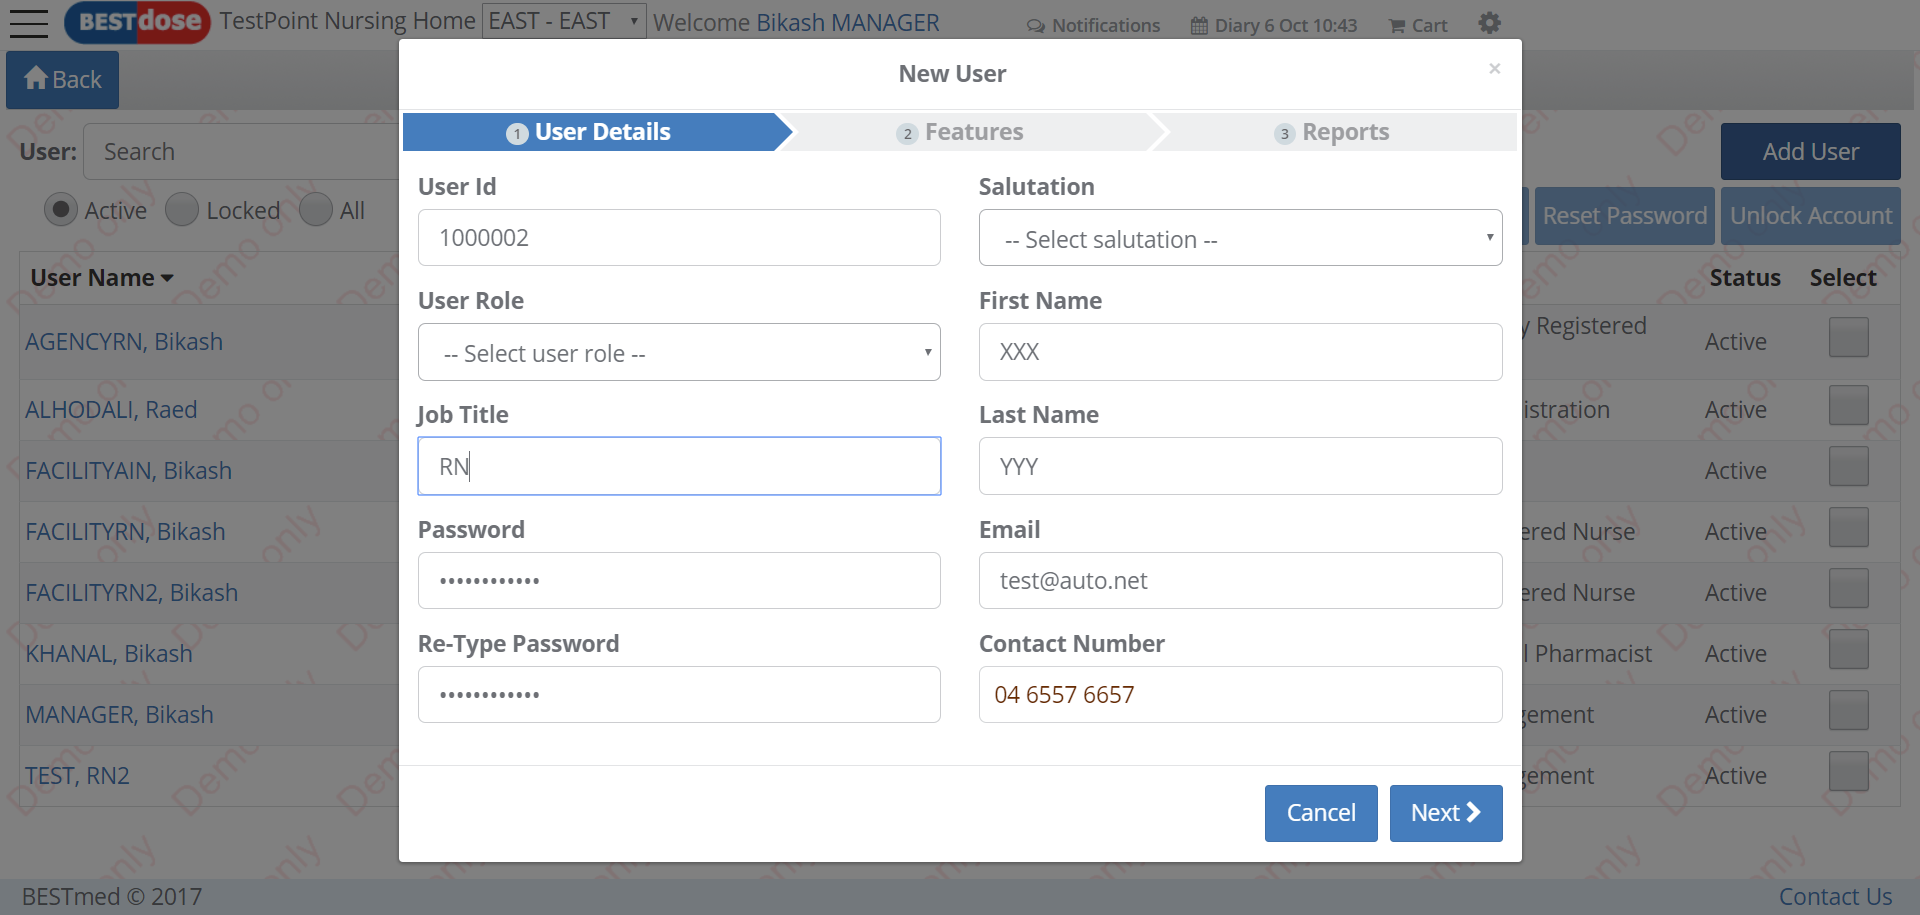 BESTdose TestPoint Nursing Home EAST - EAST Welcome Bikash MANAGER Notifications Diary 6 Oct 10:43 Cart
Back
New User
×
1 User Details 2 Features 3 Reports
User: Search
Add User
Active Locked All
Reset Password Unlock Account
User Name
Status Select
User Id
1000002
Salutation
-- Select salutation --
User Role
-- Select user role --
First Name
XXX
Job Title
RN
Last Name
YYY
Password
••••••••••••
Email
test@auto.net
Re-Type Password
••••••••••••
Contact Number
04 6557 6657
Cancel Next
AGENCYRN, Bikash
y Registered
Active
ALHODALI, Raed
istration Active
FACILITYAIN, Bikash
Active
FACILITYRN, Bikash
ered Nurse Active
FACILITYRN2, Bikash
ered Nurse Active
KHANAL, Bikash
l Pharmacist Active
MANAGER, Bikash
gement Active
TEST, RN2
gement Active
Demo only
BESTmed © 2017
Contact Us